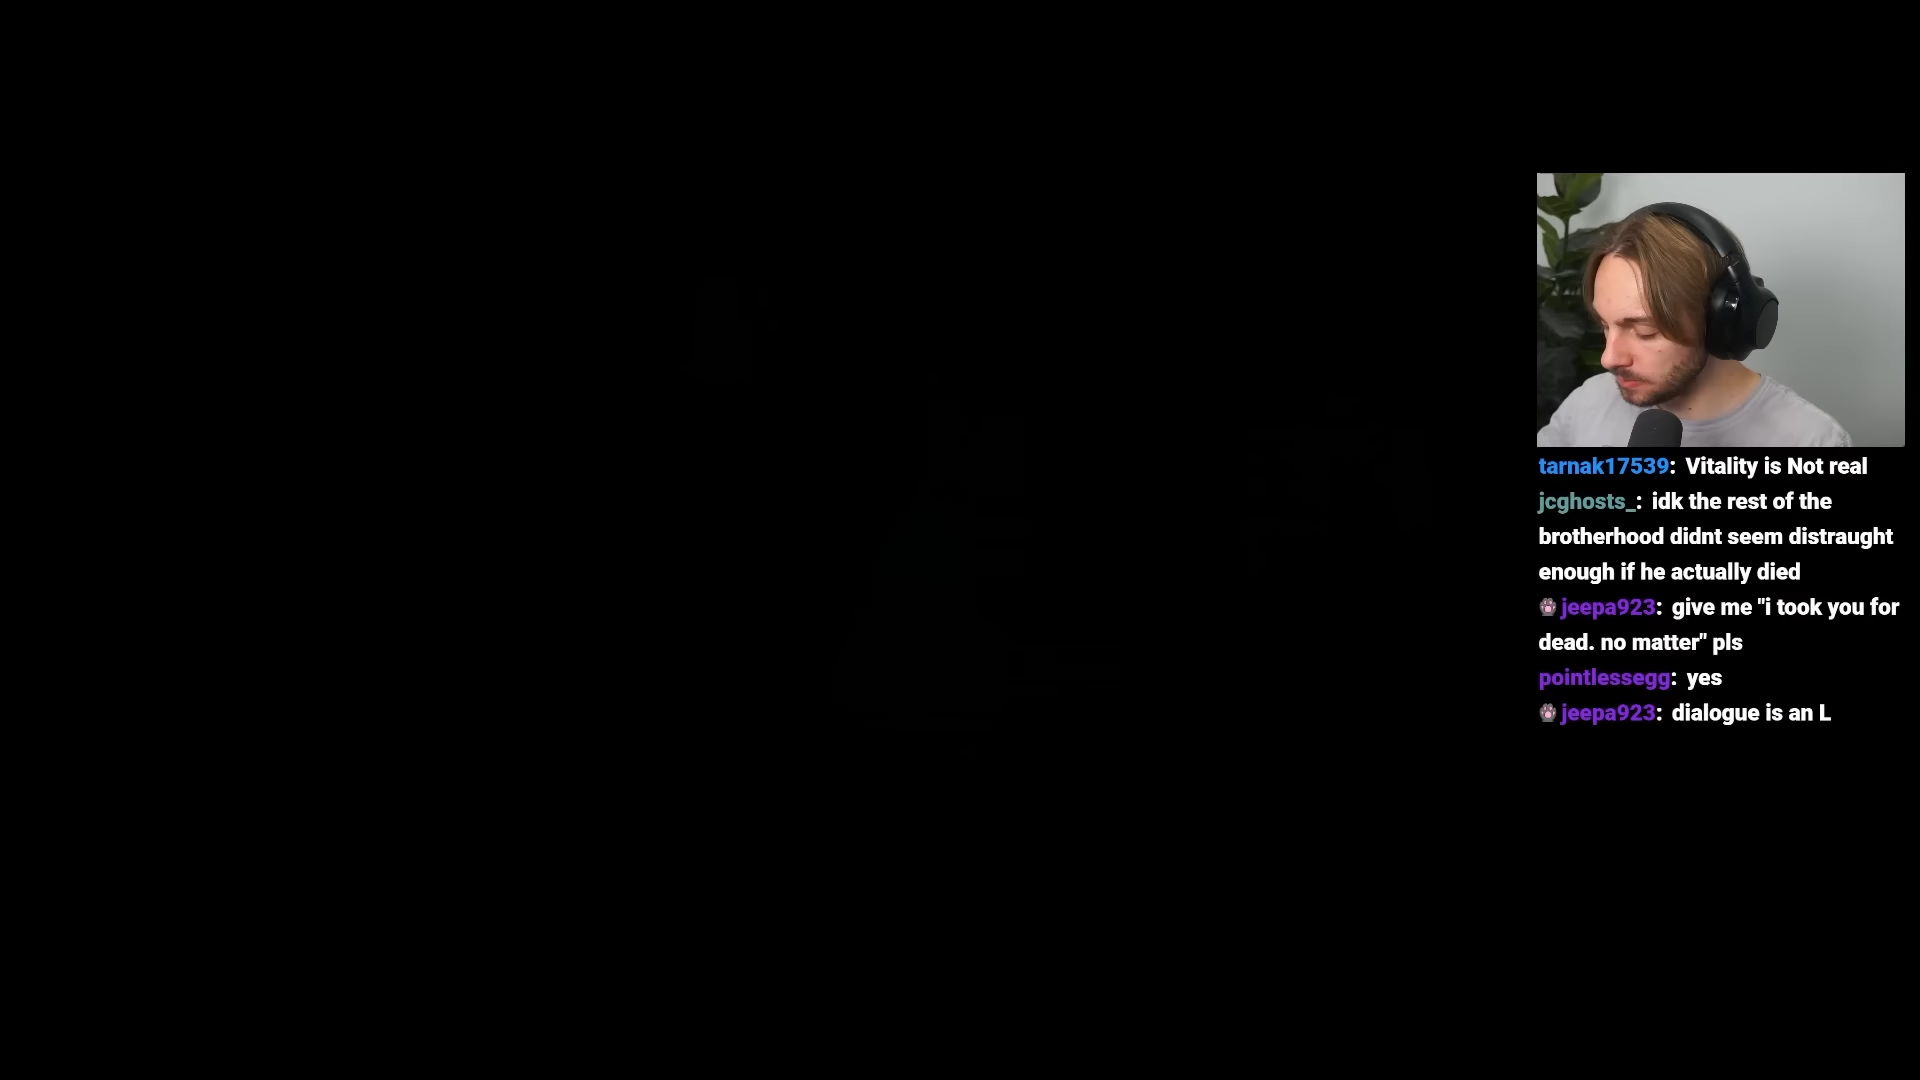 tarnak17539: Vitality is Not real
jcghosts_: idk the rest of the
brotherhood didnt seem distraught
enough if he actually died
jeepa923: give me "i took you for
dead. no matter" pls
pointlessegg: yes
jeepa923: dialogue is an L